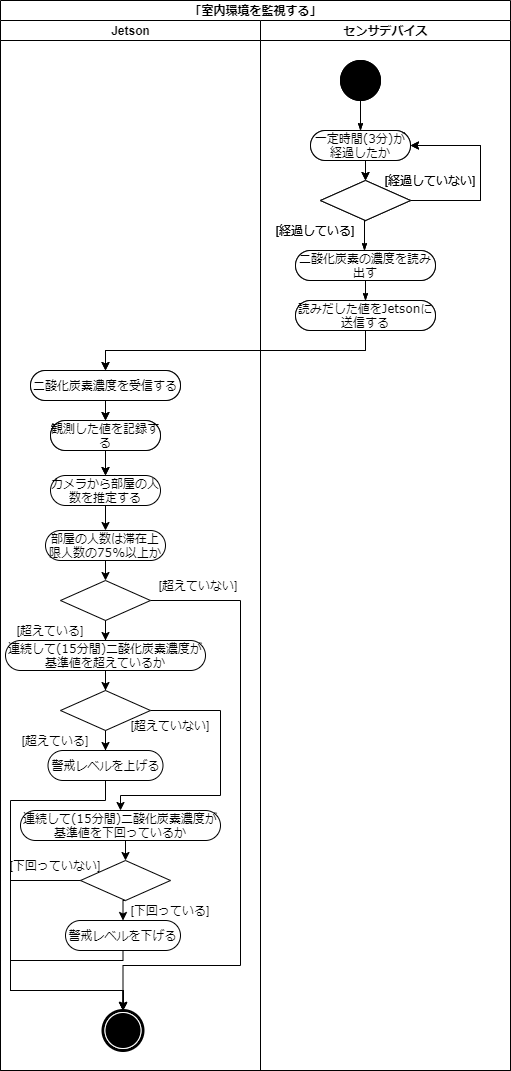 「室内環境を監視する」
Jetson
センサデバイス
一定時間(3分)が
経過したか
[経過していない]
[経過している]
二酸化炭素の濃度を読み
出す
読みだした値をJetsonに
送信する
二酸化炭素濃度を受信する
観測した値を記録す
る
カメラから部屋の人
数を推定する
部屋の人数は滞在上
限人数の75%以上か
[超えていない]
[超えている]
連続して(15分間)二酸化炭素濃度が
基準値を超えているか
[超えていない]
[超えている]
警戒レベルを上げる
連続して(15分間)二酸化炭素濃度が
基準値を下回っているか
[下回っていない]
[下回っている]
警戒レベルを下げる